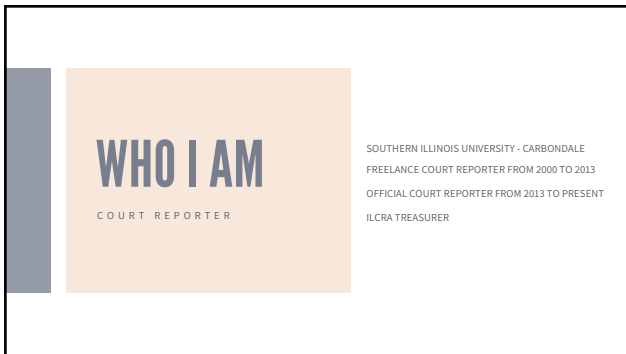 WHO I AM
COURT REPORTER
SOUTHERN ILLINOIS UNIVERSITY - CARBONDALE
FREELANCE COURT REPORTER FROM 2000 TO 2013
OFFICIAL COURT REPORTER FROM 2013 TO PRESENT
ILCRA TREASURER